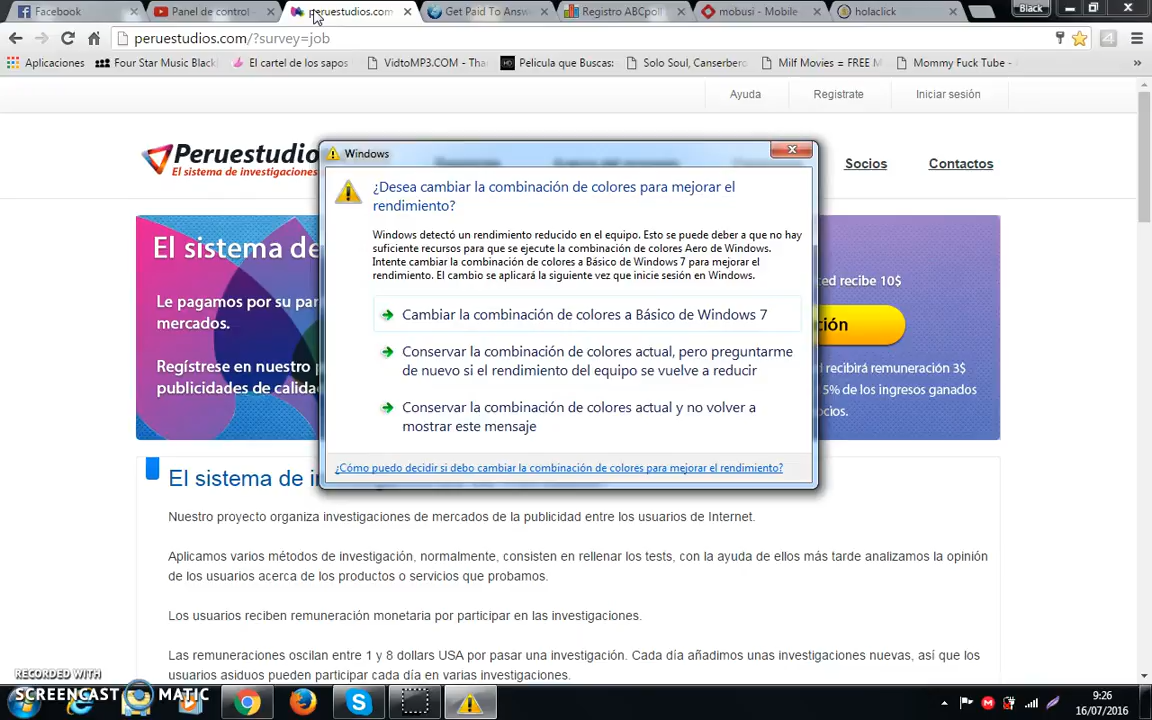 Facebook
Panel de control
peruestudios.com
Get Paid To Answ
Registro ABCpoll
mobusi - Mobile
holaclick
Black
peruestudios.com/?survey=job
Aplicaciones
Four Star Music Blac
El cartel de los sapos
VidtoMP3.COM - Tha
Pelicula que Buscas:
Solo Soul, Canserbero
Milf Movies = FREE M
Mommy Fuck Tube -
»
Ayuda
Registrate
Iniciar sesión
Peruestudio
El sistema de investigaciones
Socios
Contactos
Windows
¿Desea cambiar la combinación de colores para mejorar el
rendimiento?
Windows detectó un rendimiento reducido en el equipo. Esto se puede deber a que no hay
suficiente recursos para que se ejecute la combinación de colores Aero de Windows.
Intente cambiar la combinación de colores a Básico de Windows 7 para mejorar el
rendimiento. El cambio se aplicará la siguiente vez que inicie sesión en Windows.
Cambiar la combinación de colores a Básico de Windows 7
Conservar la combinación de colores actual, pero preguntarme
de nuevo si el rendimiento del equipo se vuelve a reducir
Conservar la combinación de colores actual y no volver a
mostrar este mensaje
¿Cómo puedo decidir si debo cambiar la combinación de colores para mejorar el rendimiento?
El sistema de
Le pagamos por su par
mercados.
Regístrese en nuestro
publicidades de calida
ted recibe 10$
ión
d recibirá remuneración 3$
5% de los ingresos ganados
ocios.
El sistema de i
Nuestro proyecto organiza investigaciones de mercados de la publicidad entre los usuarios de Internet.
Aplicamos varios métodos de investigación, normalmente, consisten en rellenar los tests, con la ayuda de ellos más tarde analizamos la opinión
de los usuarios acerca de los productos o servicios que probamos.
Los usuarios reciben remuneración monetaria por participar en las investigaciones.
Las remuneraciones oscilan entre 1 y 8 dollars USA por pasar una investigación. Cada día añadimos unas investigaciones nuevas, así que los
usuarios asiduos pueden participar cada día en varias investigaciones.
RECORDED WITH
SCREENCAST MATIC
9:26
16/07/2016